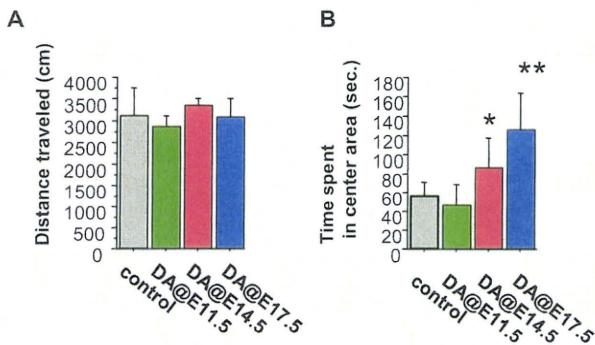 A
Distance traveled (cm)
4000
3500
3000
2500
2000
1500
1000
500
0
control
DA@E11.5
DA@E14.5
DA@E17.5
B
Time spent
in center area (sec.)
180
160
140
120
100
80
60
40
20
0
*
**
control
DA@E11.5
DA@E14.5
DA@E17.5